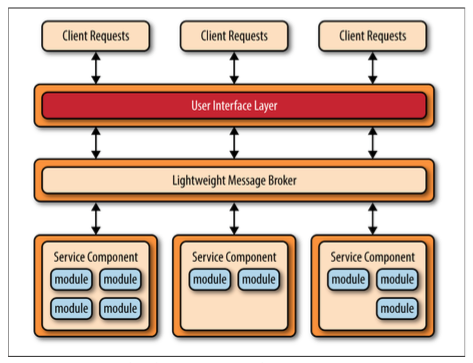 Client Requests
Client Requests
Client Requests
User Interface Layer
Lightweight Message Broker
Service Component
module module
module module
Service Component
module module
Service Component
module module
module